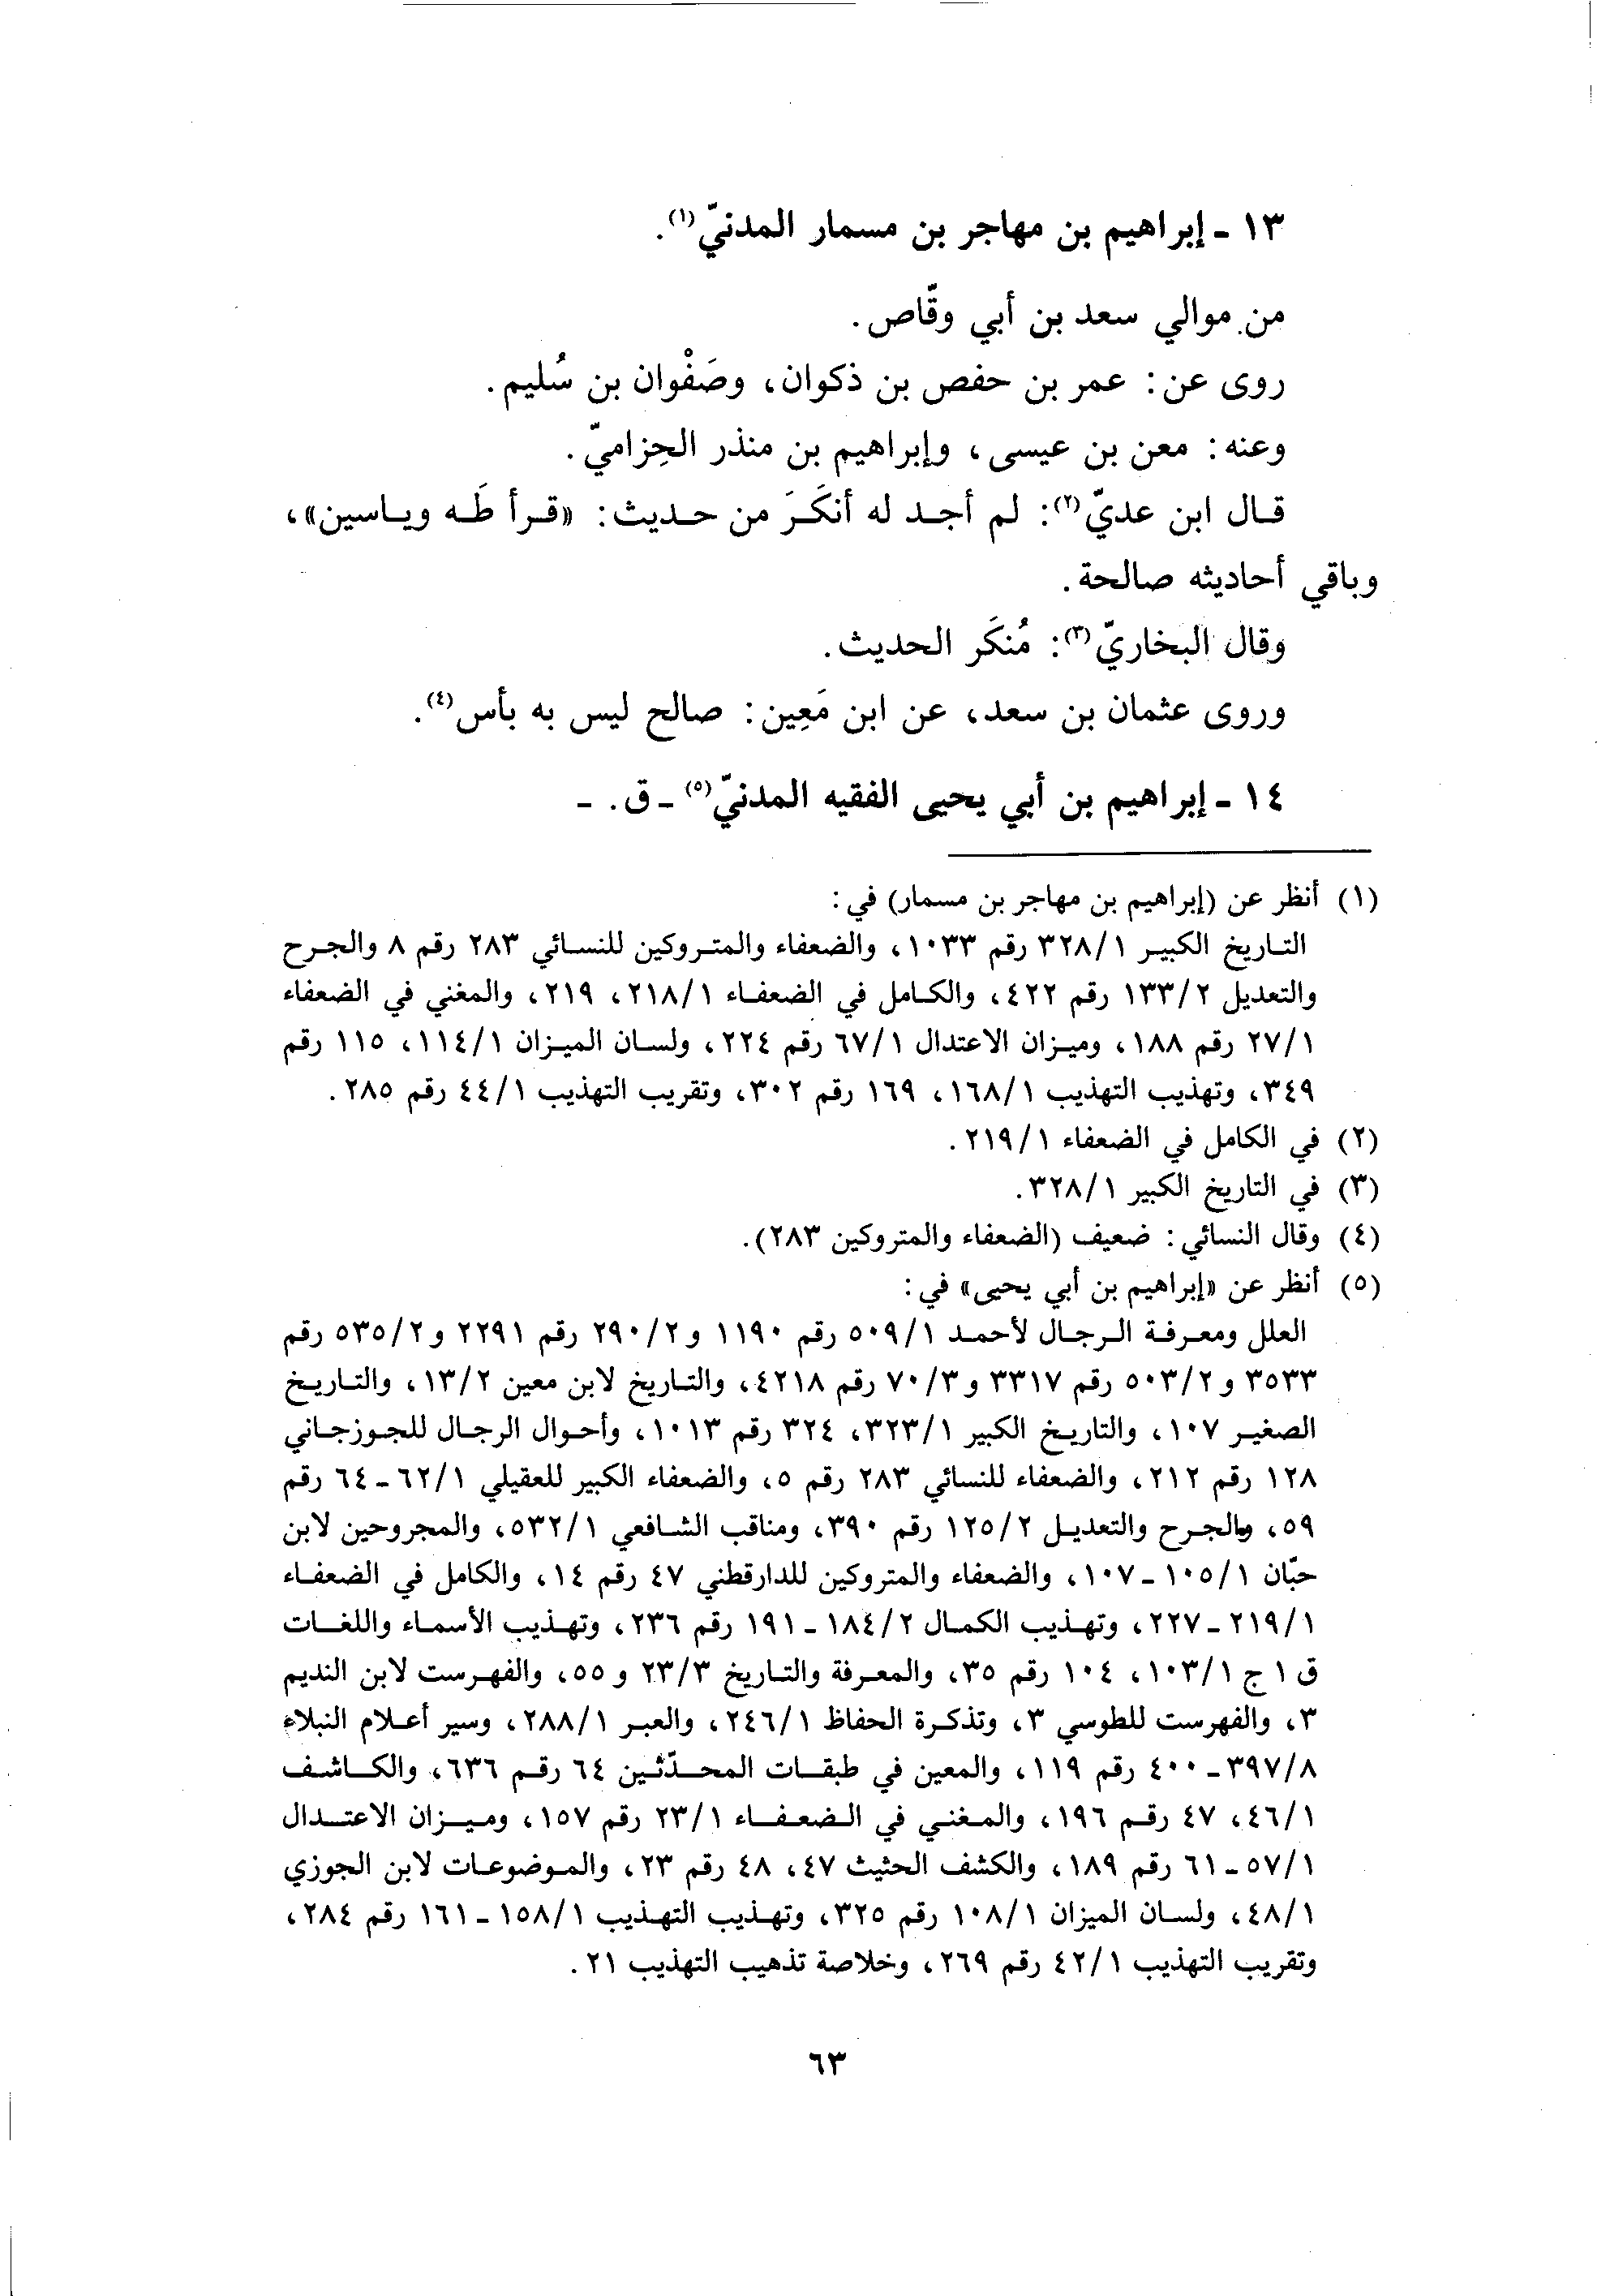 ١٣ - إبراهيم بن مهاجر بن مسمار المدنيّ(١).
من موالي سعد بن أبي وقّاص.
روى عن: عمر بن حفص بن ذكوان، وصَفْوان بن سُليم.
وعنه: معن بن عيسى، وإبراهيم بن منذر الحِزاميّ.
قال ابن عديّ(٢): لم أجد له أنكَرَ من حديث: «قرأ طَه وياسين»،
وباقي أحاديثه صالحة.
وقال البخاريّ(٣): مُنكَر الحديث.
وروى عثمان بن سعد، عن ابن مَعِين: صالح ليس به بأس(٤).
١٤ - إبراهيم بن أبي يحيى الفقيه المدنيّ(٥) - ق. -
(١) أنظر عن (إبراهيم بن مهاجر بن مسمار) في:
التاريخ الكبير ٣٢٨/١ رقم ١٠٣٣، والضعفاء والمتروكين للنسائي ٢٨٣ رقم ٨ والجرح
والتعديل ١٣٣/٢ رقم ٤٢٢، والكامل في الضعفاء ٢١٨/١، ٢١٩، والمغني في الضعفاء
٢٧/١ رقم ١٨٨، وميزان الاعتدال ٦٧/١ رقم ٢٢٤، ولسان الميزان ١١٤/١، ١١٥ رقم
٣٤٩، وتهذيب التهذيب ١٦٨/١، ١٦٩ رقم ٣٠٢، وتقريب التهذيب ٤٤/١ رقم ٢٨٥.
(٢) في الكامل في الضعفاء ٢١٩/١.
(٣) في التاريخ الكبير ٣٢٨/١.
(٤) وقال النسائي: ضعيف (الضعفاء والمتروكين ٢٨٣).
(٥) أنظر عن «إبراهيم بن أبي يحيى» في:
العلل ومعرفة الرجال لأحمد ٥٠٩/١ رقم ١١٩٠ و ٢٩٠/٢ رقم ٢٢٩١ و ٥٣٥/٢ رقم
٣٥٣٣ و ٥٠٣/٢ رقم ٣٣١٧ و ٧٠/٣ رقم ٤٢١٨، والتاريخ لابن معين ١٣/٢، والتاريخ
الصغير ١٠٧، والتاريخ الكبير ٣٢٣/١، ٣٢٤ رقم ١٠١٣، وأحوال الرجال للجوزجاني
١٢٨ رقم ٢١٢، والضعفاء للنسائي ٢٨٣ رقم ٥، والضعفاء الكبير للعقيلي ٦٢/١ - ٦٤ رقم
٥٩، والجرح والتعديل ١٢٥/٢ رقم ٣٩٠، ومناقب الشافعي ٥٣٢/١، والمجروحين لابن
حبّان ١٠٥/١ - ١٠٧، والضعفاء والمتروكين للدارقطني ٤٧ رقم ١٤، والكامل في الضعفاء
٢١٩/١ - ٢٢٧، وتهذيب الكمال ١٨٤/٢ - ١٩١ رقم ٢٣٦، وتهذيب الأسماء واللغات
ق ١ ج ١٠٣/١، ١٠٤ رقم ٣٥، والمعرفة والتاريخ ٢٣/٣ و ٥٥، والفهرست لابن النديم
٣، والفهرست للطوسي ٣، وتذكرة الحفاظ ٢٤٦/١، والعبر ٢٨٨/١، وسير أعلام النبلاء
٣٩٧/٨ - ٤٠٠ رقم ١١٩، والمعين في طبقات المحدّثين ٦٤ رقم ٦٣٦، والكاشف
٤٦/١، ٤٧ رقم ١٩٦، والمغني في الضعفاء ٢٣/١ رقم ١٥٧، وميزان الاعتدال
٥٧/١ - ٦١ رقم ١٨٩، والكشف الحثيث ٤٧، ٤٨ رقم ٢٣، والموضوعات لابن الجوزي
٤٨/١، ولسان الميزان ١٠٨/١ رقم ٣٢٥، وتهذيب التهذيب ١٥٨/١ - ١٦١ رقم ٢٨٤،
وتقريب التهذيب ٤٢/١ رقم ٢٦٩، وخلاصة تذهيب التهذيب ٢١.
٦٣